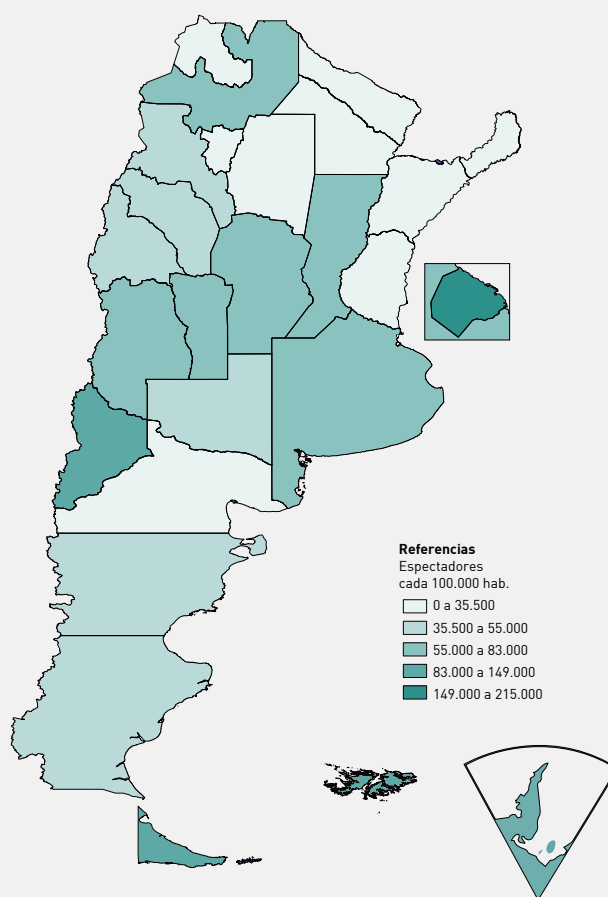 Referencias
Espectadores
cada 100.000 hab.
0 a 35.500
35.500 a 55.000
55.000 a 83.000
83.000 a 149.000
149.000 a 215.000